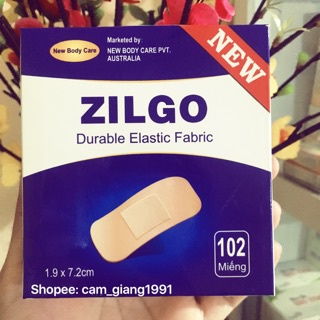 New Body Care
Marketed by:
NEW BODY CARE PVT.
AUSTRALIA
NEW
ZILGO
Durable Elastic Fabric
102
Miếng
1.9 x 7.2cm
Shopee: cam_giang1991